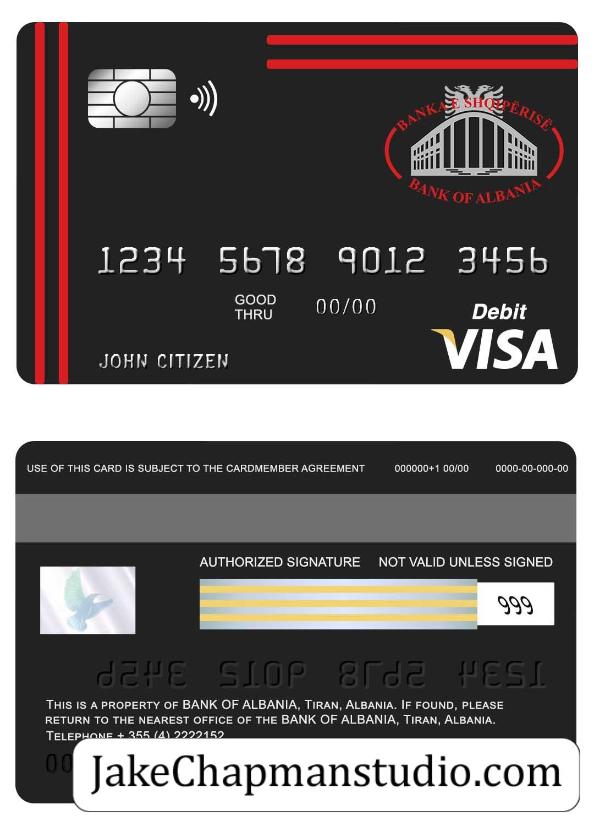 BANKA E SHQIPËRISË
BANK OF ALBANIA
1234 5678 9012 3456
GOOD
THRU
00/00
Debit
VISA
JOHN CITIZEN
USE OF THIS CARD IS SUBJECT TO THE CARDMEMBER AGREEMENT 000000+1 00/00 0000-00-000-00
AUTHORIZED SIGNATURE NOT VALID UNLESS SIGNED
999
THIS IS A PROPERTY OF BANK OF ALBANIA, TIRAN, ALBANIA. IF FOUND, PLEASE
RETURN TO THE NEAREST OFFICE OF THE BANK OF ALBANIA, TIRAN, ALBANIA.
TELEPHONE + 355 (4) 2222152
00
JakeChapmanstudio.com